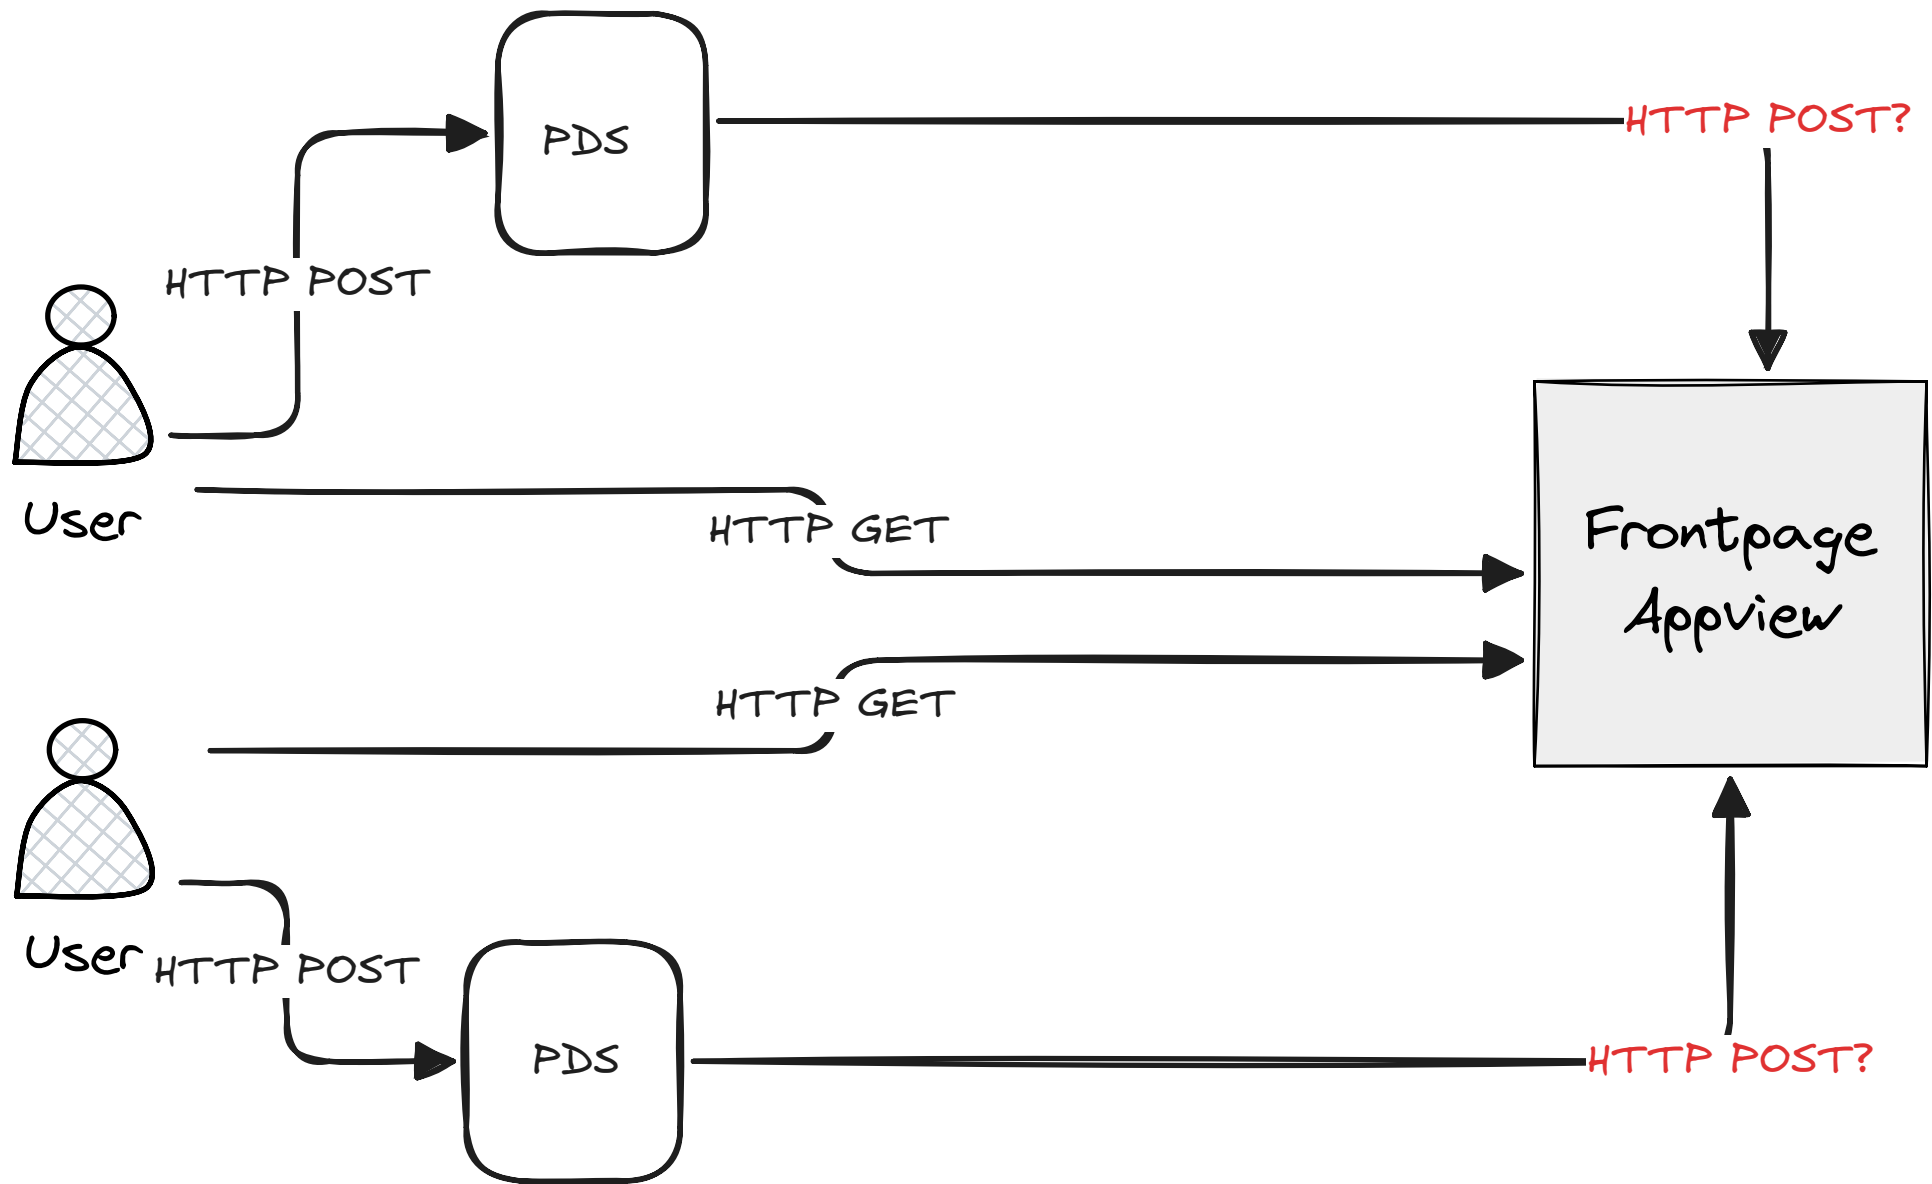 PDS
HTTP POST?
HTTP POST
User
HTTP GET
Frontpage
Appview
HTTP GET
User
HTTP POST
PDS
HTTP POST?